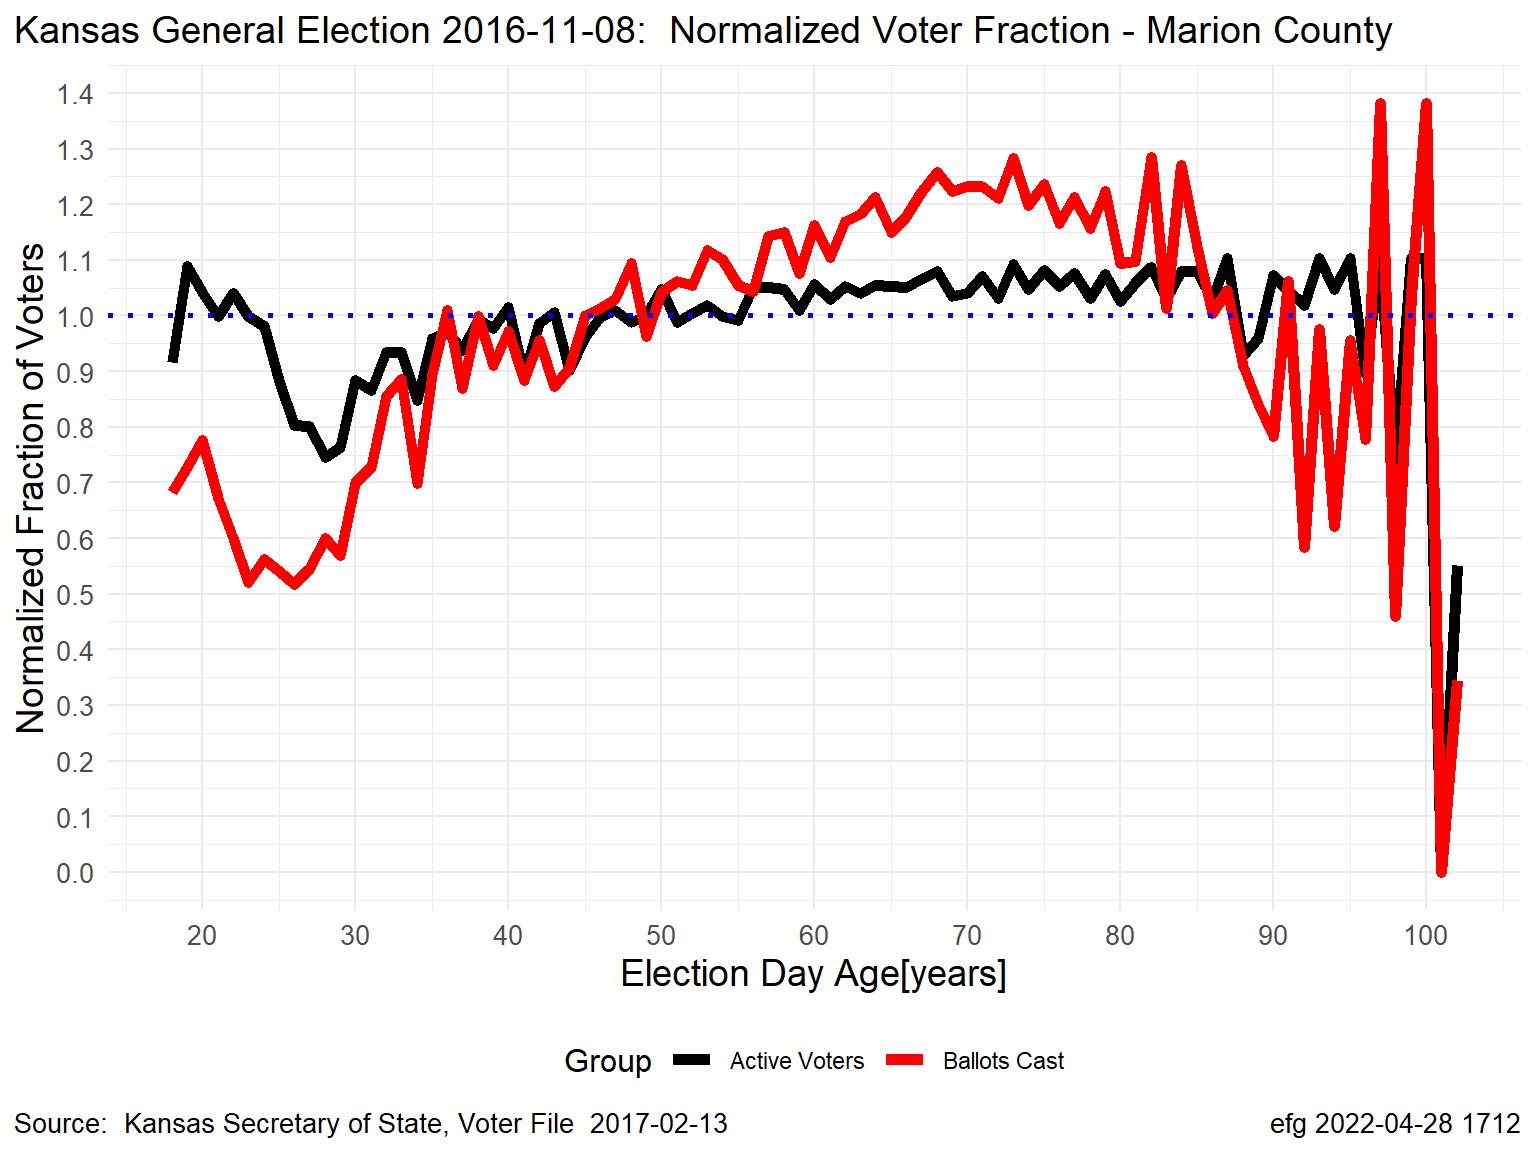 Kansas General Election 2016-11-08:  Normalized Voter Fraction - Marion County
Normalized Fraction of Voters
1.4
1.3
1.2
1.1
1.0
0.9
0.8
0.7
0.6
0.5
0.4
0.3
0.2
0.1
0.0
20 30 40 50 60 70 80 90 100
Election Day Age[years]
Group Active Voters Ballots Cast
Source:  Kansas Secretary of State, Voter File  2017-02-13 efg 2022-04-28 1712